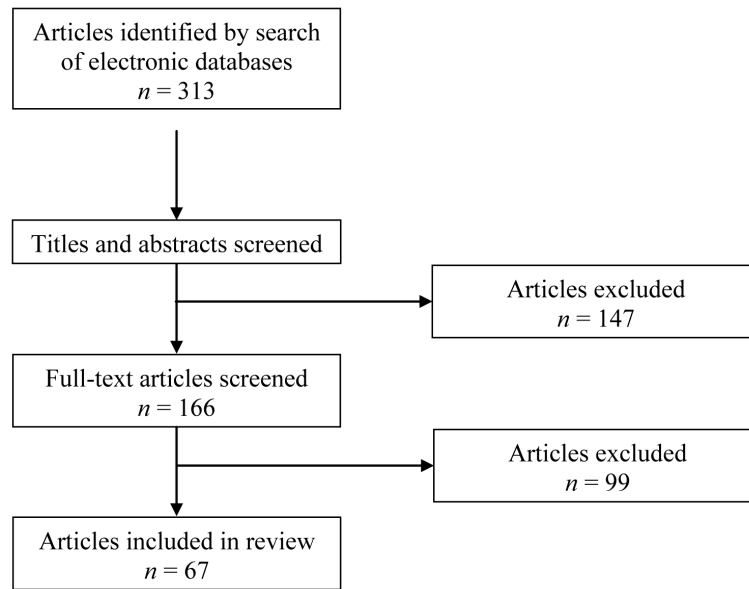 Articles identified by search
of electronic databases
n = 313
Titles and abstracts screened
Articles excluded
n = 147
Full-text articles screened
n = 166
Articles excluded
n = 99
Articles included in review
n = 67